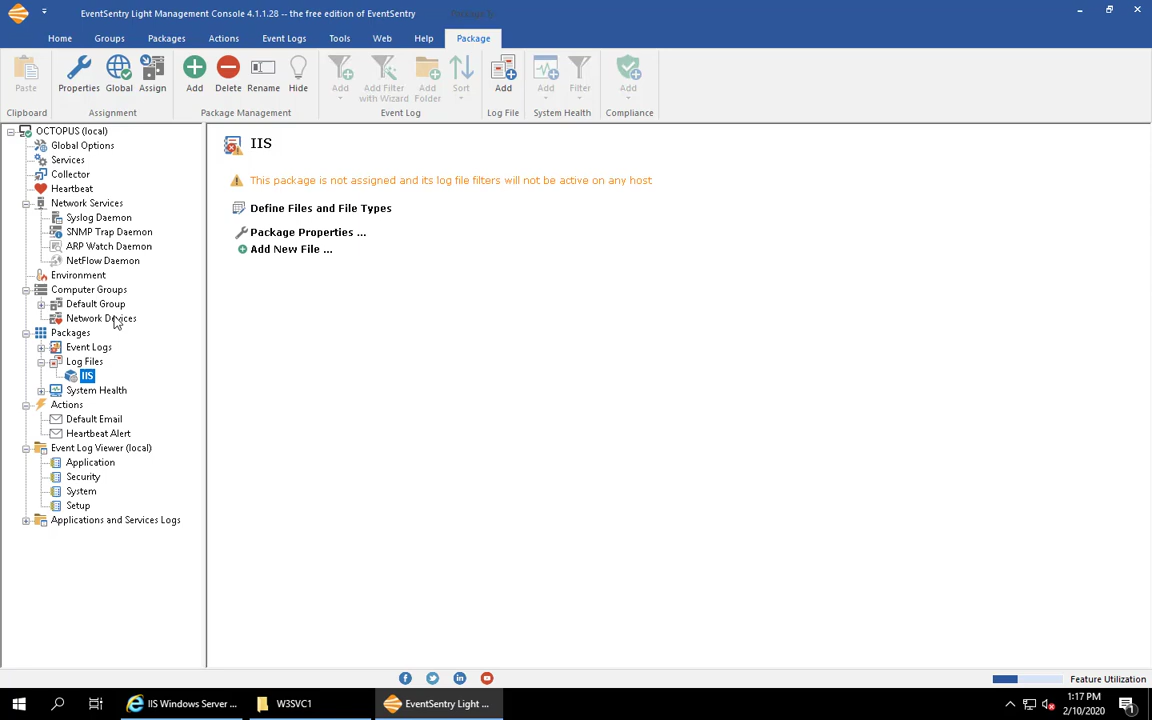 EventSentry Light Management Console 4.1.1.28 -- the free edition of EventSentry
Home Groups Packages Actions Event Logs Tools Web Help Package
Paste Properties Global Assign Add Delete Rename Hide Add Add Filter with Wizard Add Folder Sort Add Add Filter Add
Clipboard Assignment Package Management Event Log Log File System Health Compliance
OCTOPUS (local)
Global Options
Services
Collector
Heartbeat
Network Services
Syslog Daemon
SNMP Trap Daemon
ARP Watch Daemon
NetFlow Daemon
Environment
Computer Groups
Default Group
Network Devices
Packages
Event Logs
Log Files
IIS
System Health
Actions
Default Email
Heartbeat Alert
Event Log Viewer (local)
Application
Security
System
Setup
Applications and Services Logs
IIS
This package is not assigned and its log file filters will not be active on any host
Define Files and File Types
Package Properties ...
Add New File ...
Feature Utilization
IIS Windows Server ...
W3SVC1
EventSentry Light ...
1:17 PM
2/10/2020
1